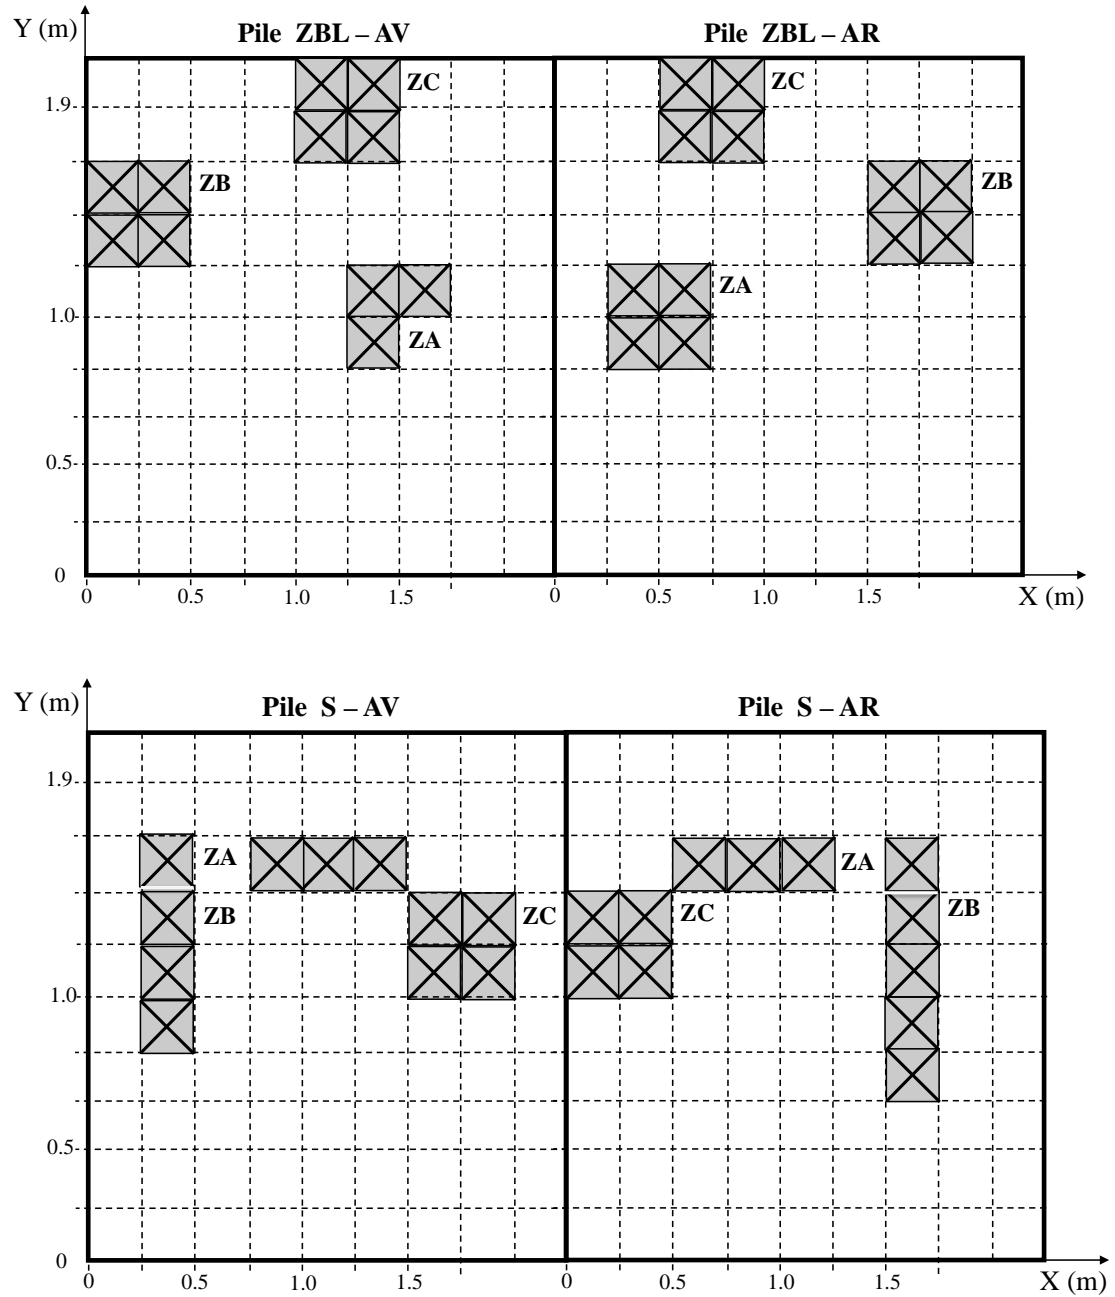 Y (m)
Pile ZBL – AV
Pile ZBL – AR
ZC
ZC
1.9
ZB
ZB
ZA
1.0
ZA
0.5
0
0 0.5 1.0 1.5 0 0.5 1.0 1.5 X (m)
Y (m)
Pile S – AV
Pile S – AR
1.9
ZA
ZA
ZB
ZC
ZC
ZB
1.0
0.5
0
0 0.5 1.0 1.5 0 0.5 1.0 1.5 X (m)